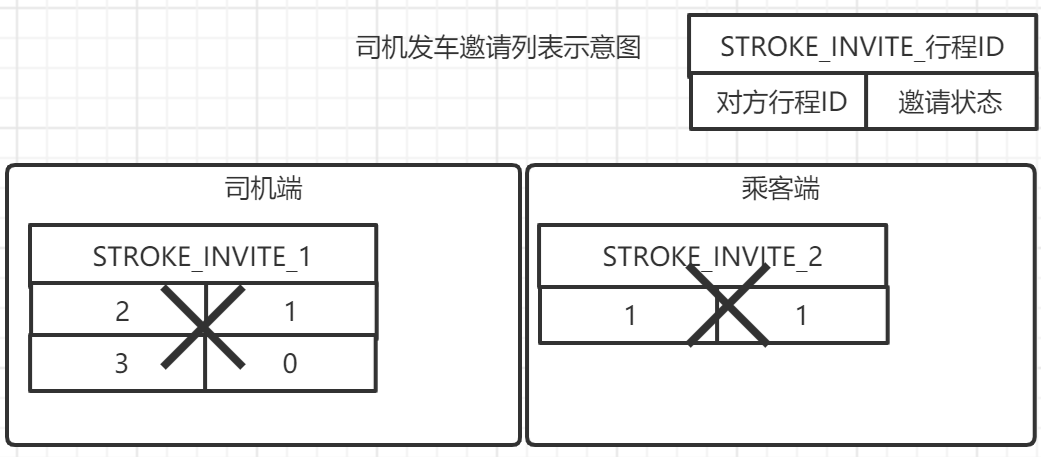 司机发车邀请列表示意图
STROKE_INVITE_行程ID
对方行程ID 邀请状态
司机端
STROKE_INVITE_1
2 1
3 0
乘客端
STROKE_INVITE_2
1 1